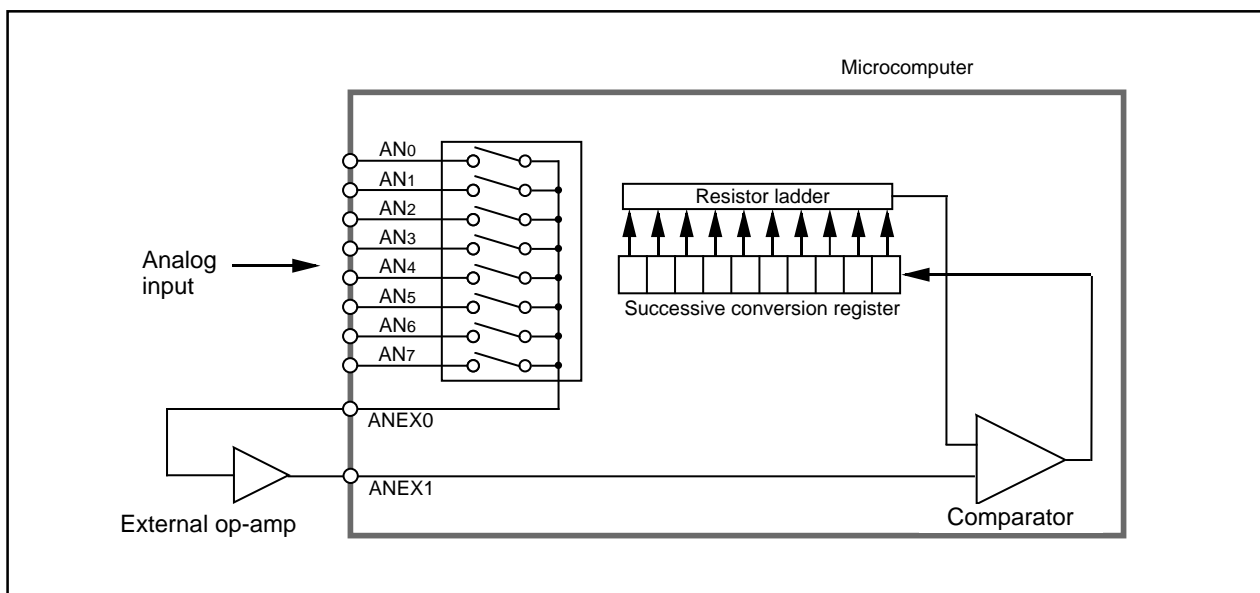 Microcomputer
AN0
AN1
AN2
AN3
AN4
AN5
AN6
AN7
Analog
input
Resistor ladder
Successive conversion register
ANEX0
ANEX1
External op-amp
Comparator